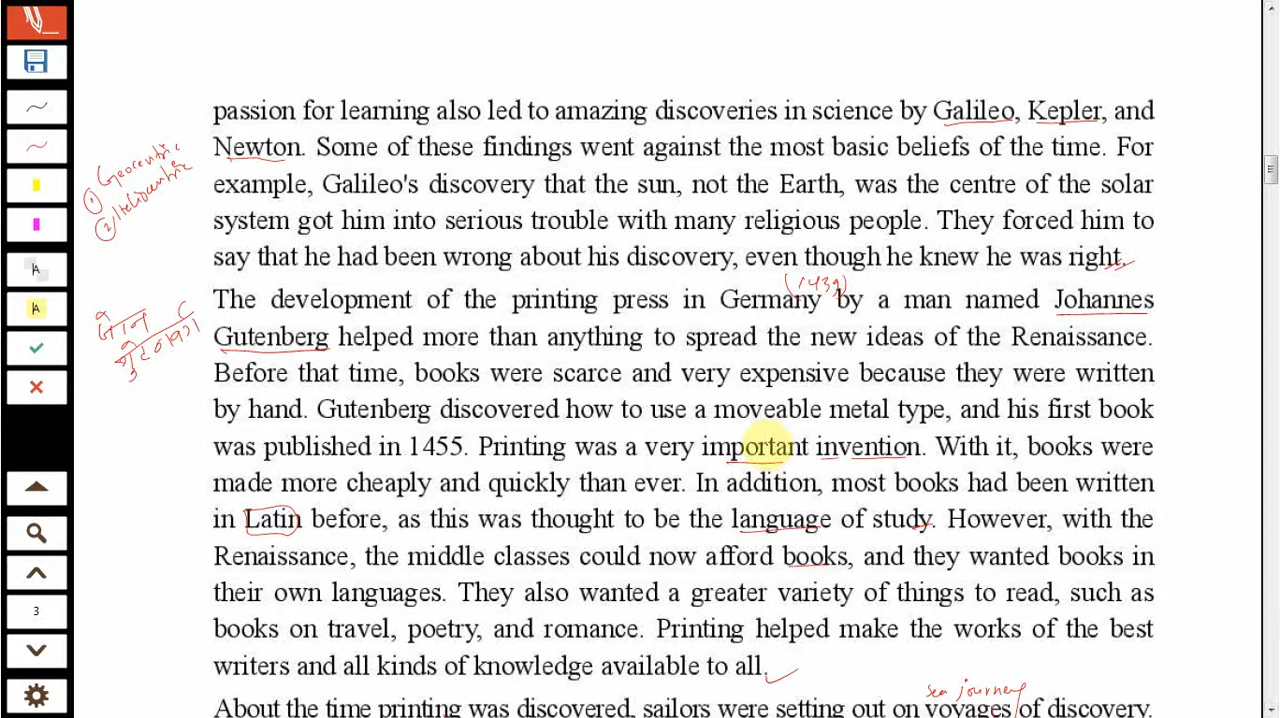 passion for learning also led to amazing discoveries in science by Galileo, Kepler, and
Newton. Some of these findings went against the most basic beliefs of the time. For
example, Galileo's discovery that the sun, not the Earth, was the centre of the solar
system got him into serious trouble with many religious people. They forced him to
say that he had been wrong about his discovery, even though he knew he was right.
① Geocentric
② Heliocentric
(1439)
The development of the printing press in Germany by a man named Johannes
Gutenberg helped more than anything to spread the new ideas of the Renaissance.
Before that time, books were scarce and very expensive because they were written
by hand. Gutenberg discovered how to use a moveable metal type, and his first book
was published in 1455. Printing was a very important invention. With it, books were
made more cheaply and quickly than ever. In addition, most books had been written
in Latin before, as this was thought to be the language of study. However, with the
Renaissance, the middle classes could now afford books, and they wanted books in
their own languages. They also wanted a greater variety of things to read, such as
books on travel, poetry, and romance. Printing helped make the works of the best
writers and all kinds of knowledge available to all.
sea journey
About the time printing was discovered, sailors were setting out on voyages of discovery.
3